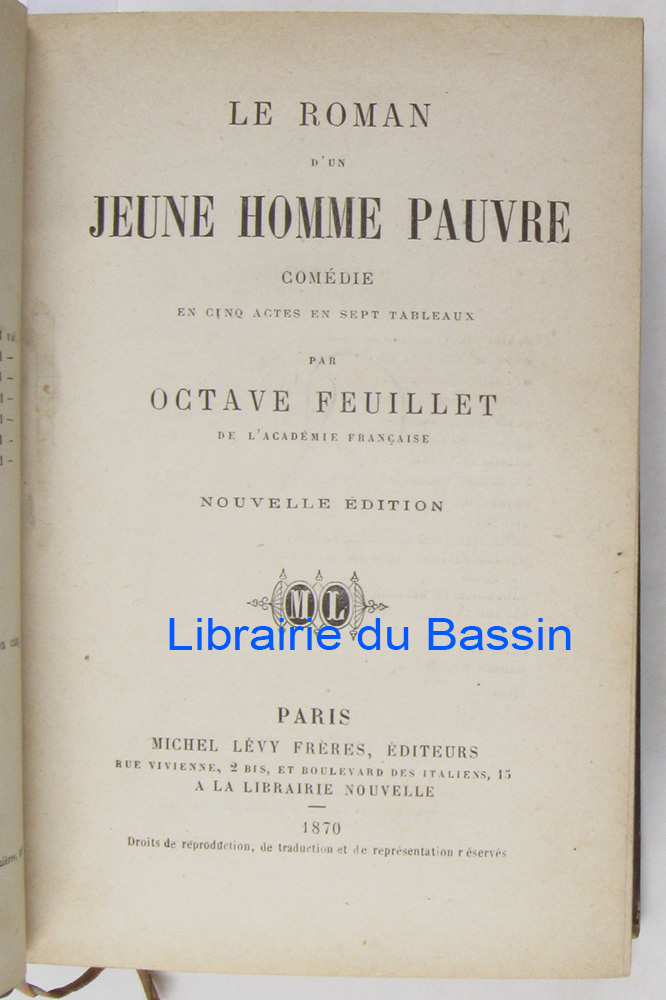 LE ROMAN
D'UN
JEUNE HOMME PAUVRE
COMÉDIE
EN CINQ ACTES EN SEPT TABLEAUX
PAR
OCTAVE FEUILLET
DE L'ACADÉMIE FRANÇAISE
NOUVELLE ÉDITION
ML
Librairie du Bassin
PARIS
MICHEL LÉVY FRÈRES, ÉDITEURS
RUE VIVIENNE, 2 BIS, ET BOULEVARD DES ITALIENS, 15
A LA LIBRAIRIE NOUVELLE
1870
Droits de reproduction, de traduction et de représentation réservés